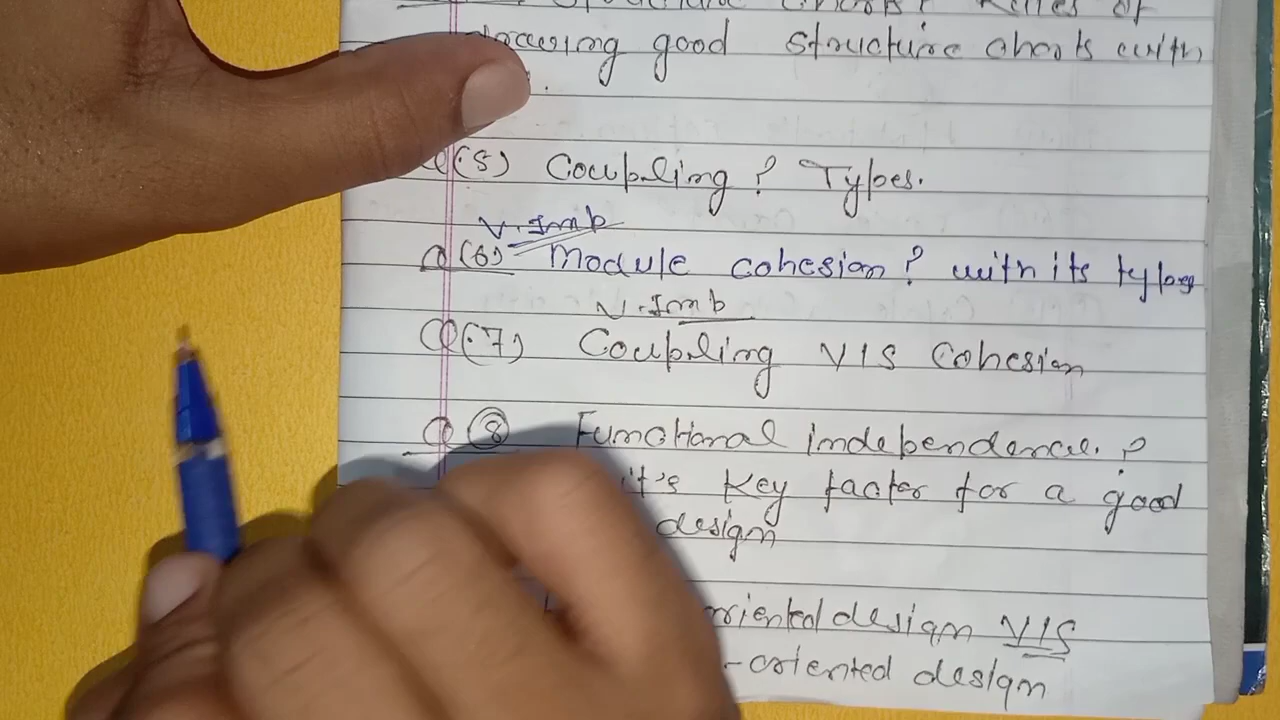 good structure charts with
(5) Coupling ? Types.
V.Imp
Q(6) Module cohesion ? with its types
V.Imp
Q(7) Coupling V/S Cohesion
Q (8) Functional independence. ?
it's key factor for a good
design
oriented design V/S
-oriented design